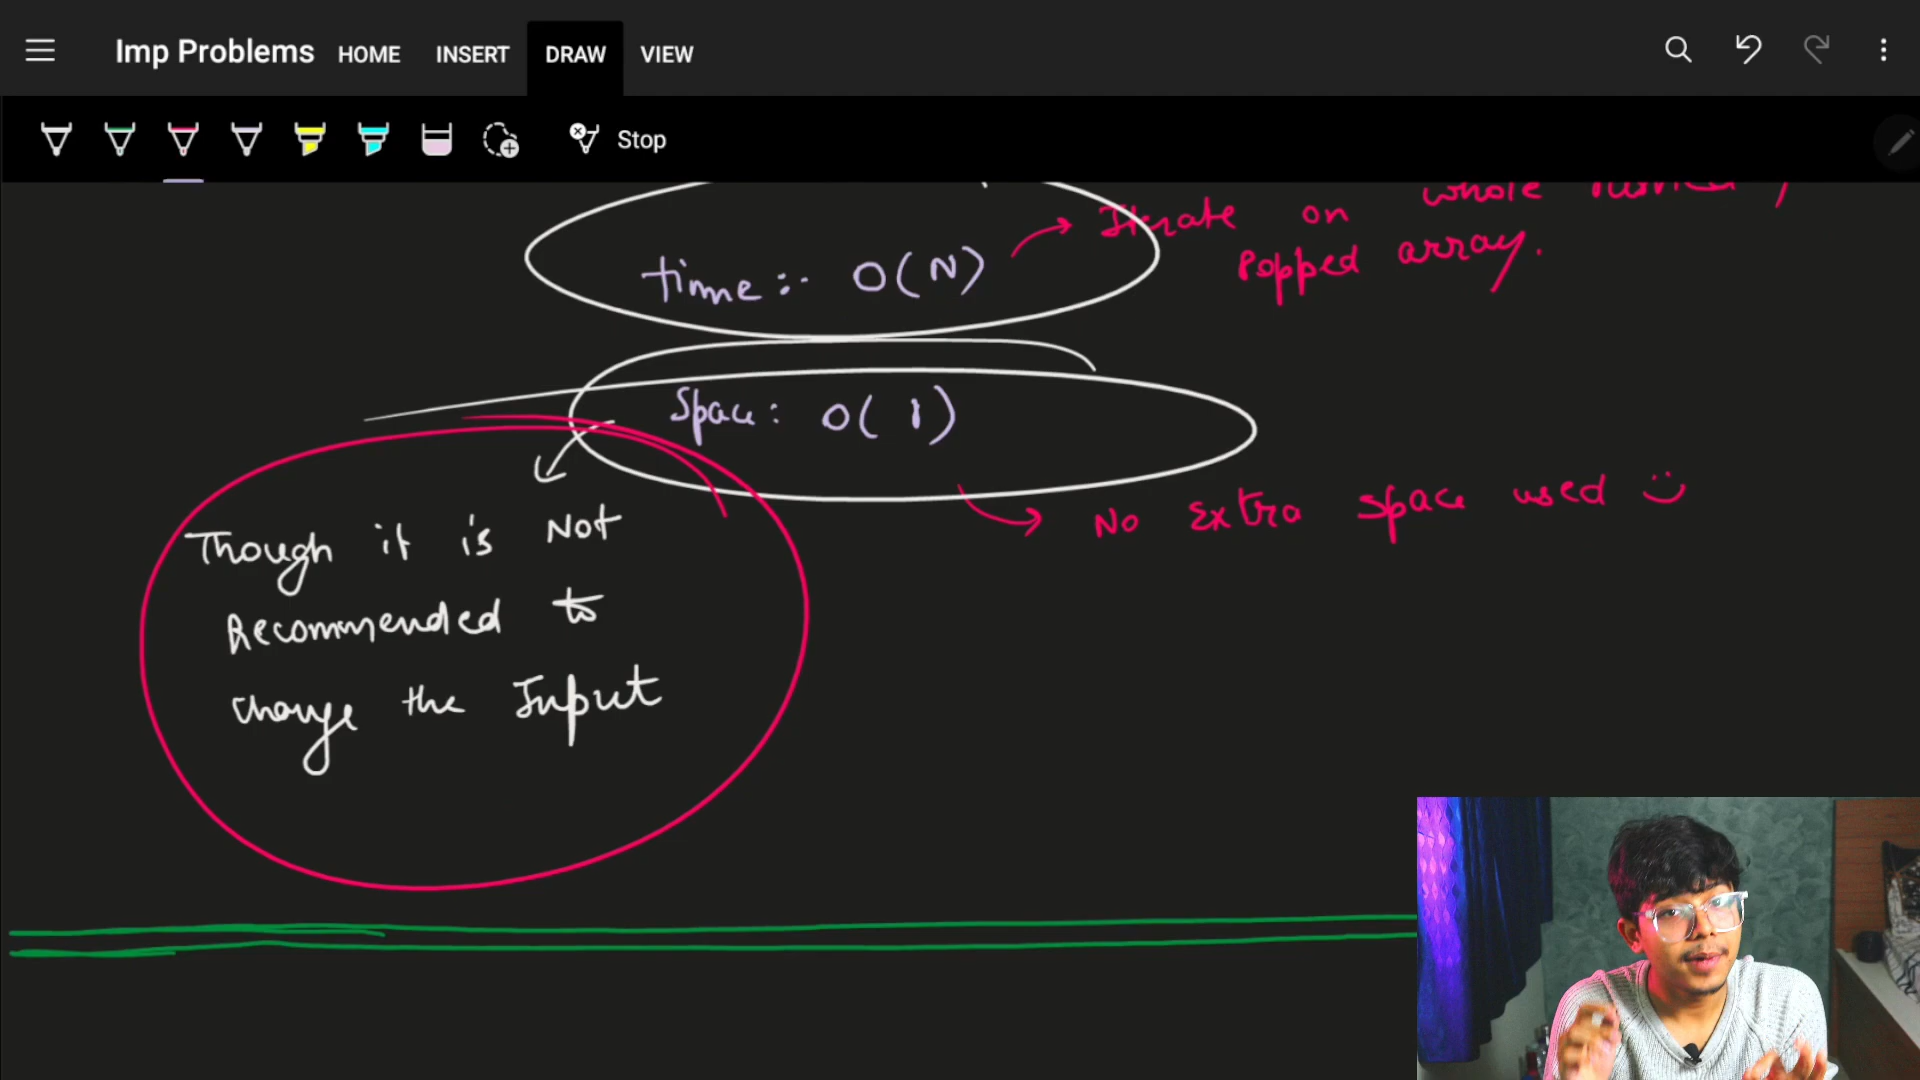 Imp Problems HOME INSERT DRAW VIEW
Stop
whole
Iterate on
Popped array.
time :- O(N)
Space: O(1)
No Extra space used
Though it is Not
Recommended to
change the Input